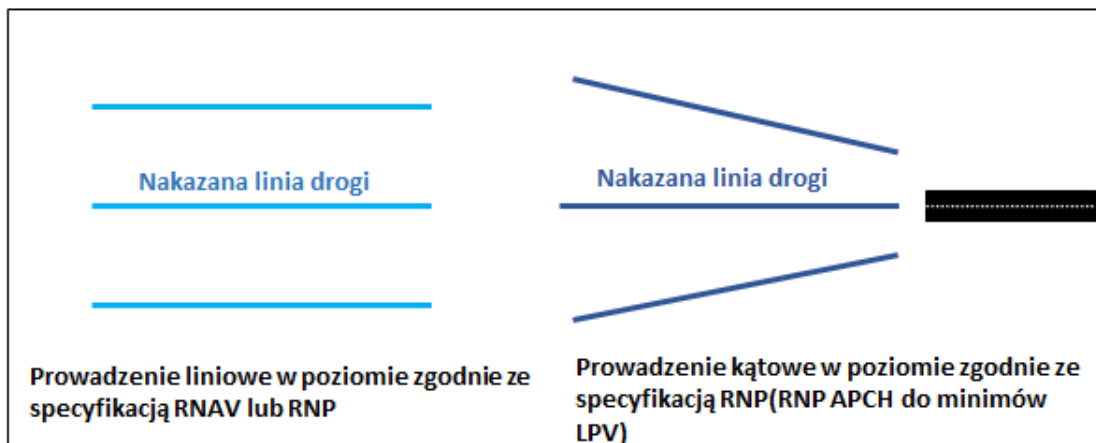 Nakazana linia drogi
Nakazana linia drogi
Prowadzenie liniowe w poziomie zgodnie ze
specyfikacją RNAV lub RNP
Prowadzenie kątowe w poziomie zgodnie ze
specyfikacją RNP(RNP APCH do minimów
LPV)